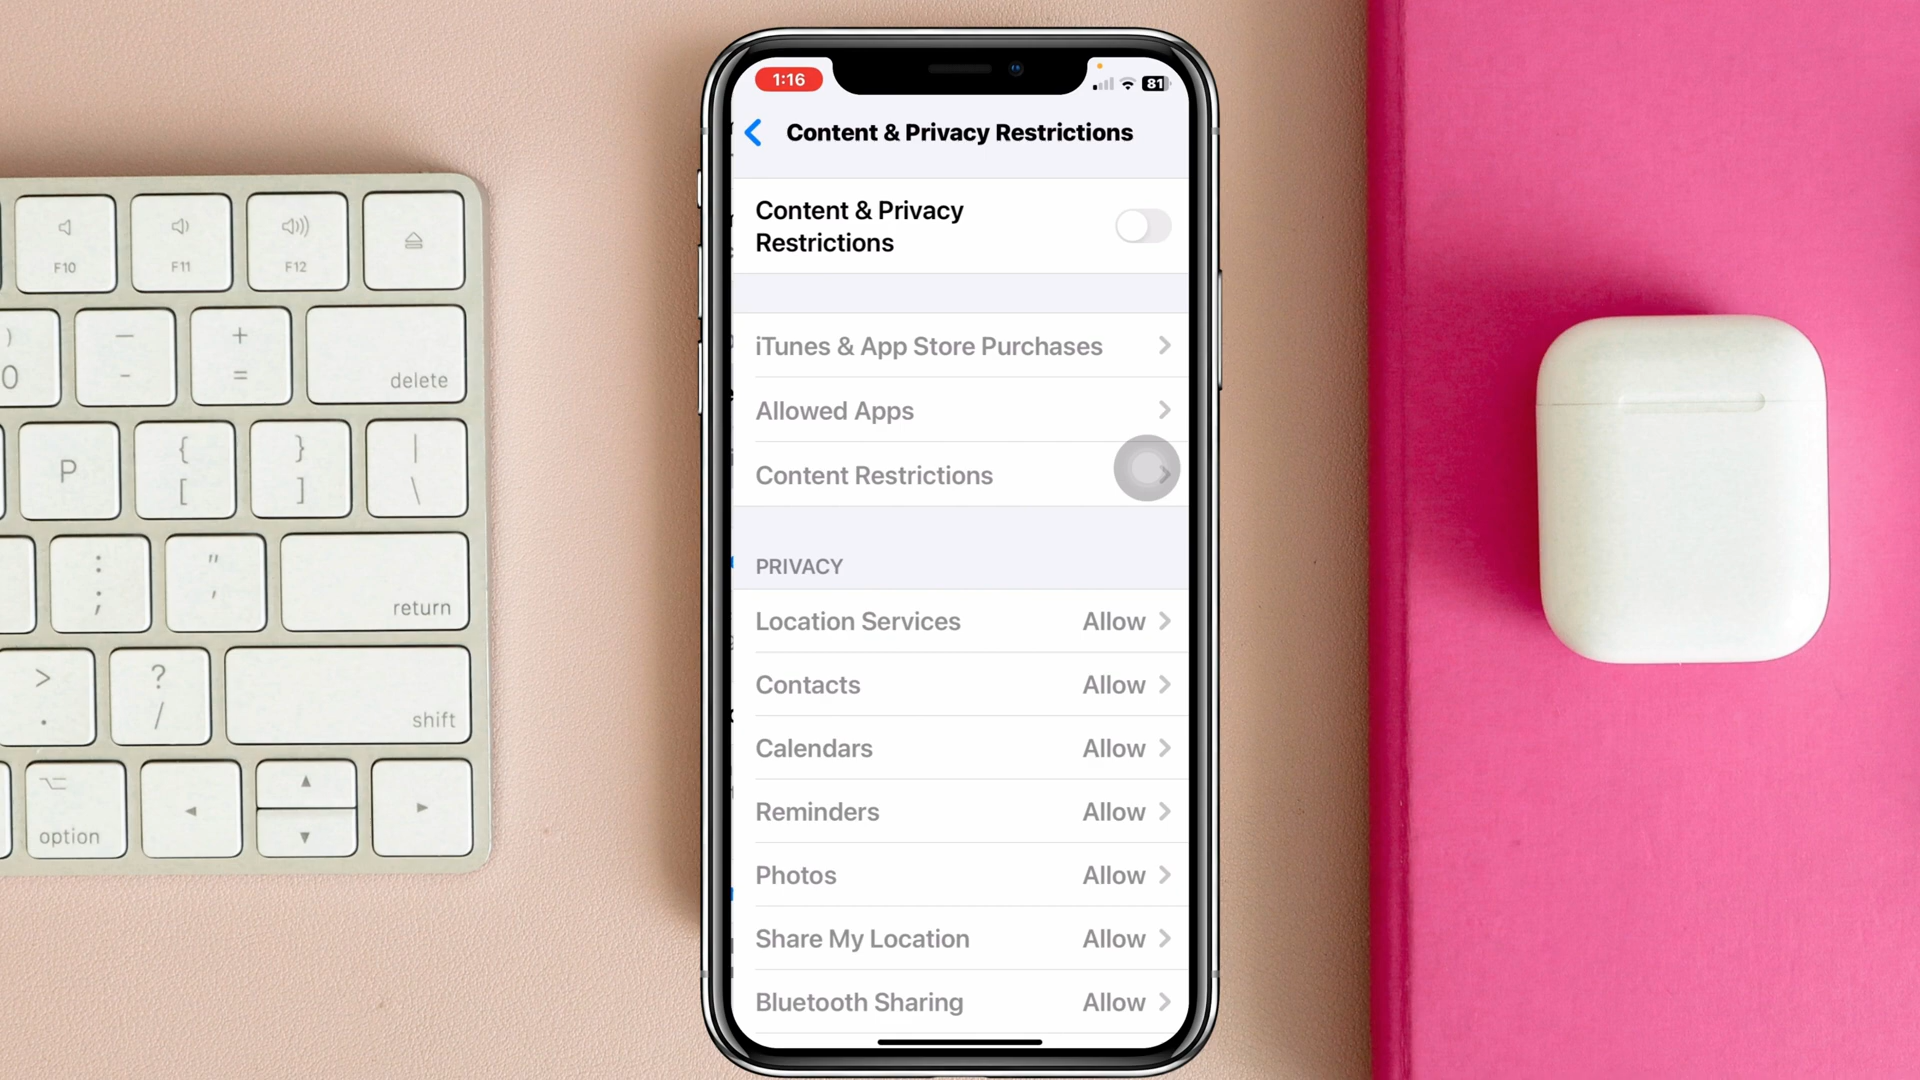 1:16
81
Content & Privacy Restrictions
Content & Privacy
Restrictions
iTunes & App Store Purchases
Allowed Apps
Content Restrictions
PRIVACY
Location Services Allow
Contacts Allow
Calendars Allow
Reminders Allow
Photos Allow
Share My Location Allow
Bluetooth Sharing Allow
F10 F11 F12
) — +
0 - =
delete
P { } |
[ ] \
: "
; '
return
> ?
. /
shift
option